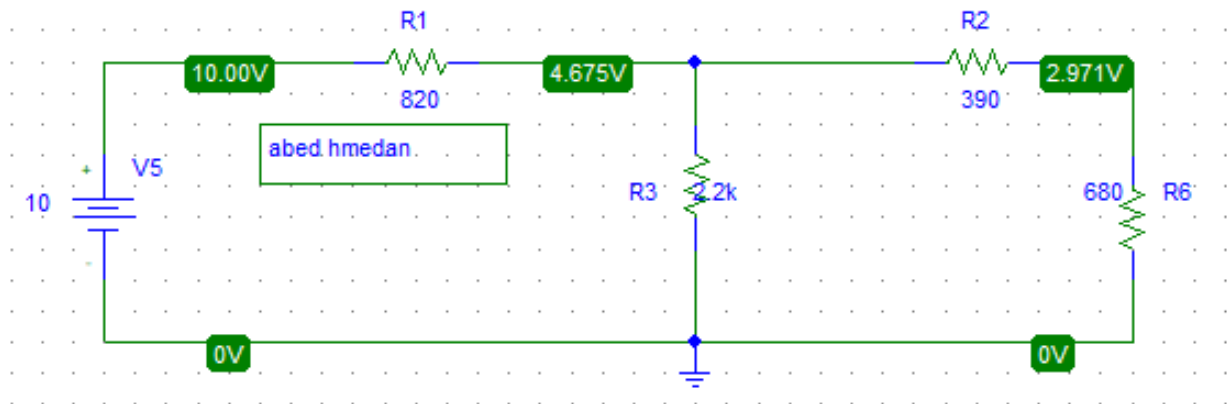 R1
R2
10.00V
4.675V
2.971V
820
390
abed hmedan
+
V5
10
R3
2.2k
680
R6
-
0V
0V